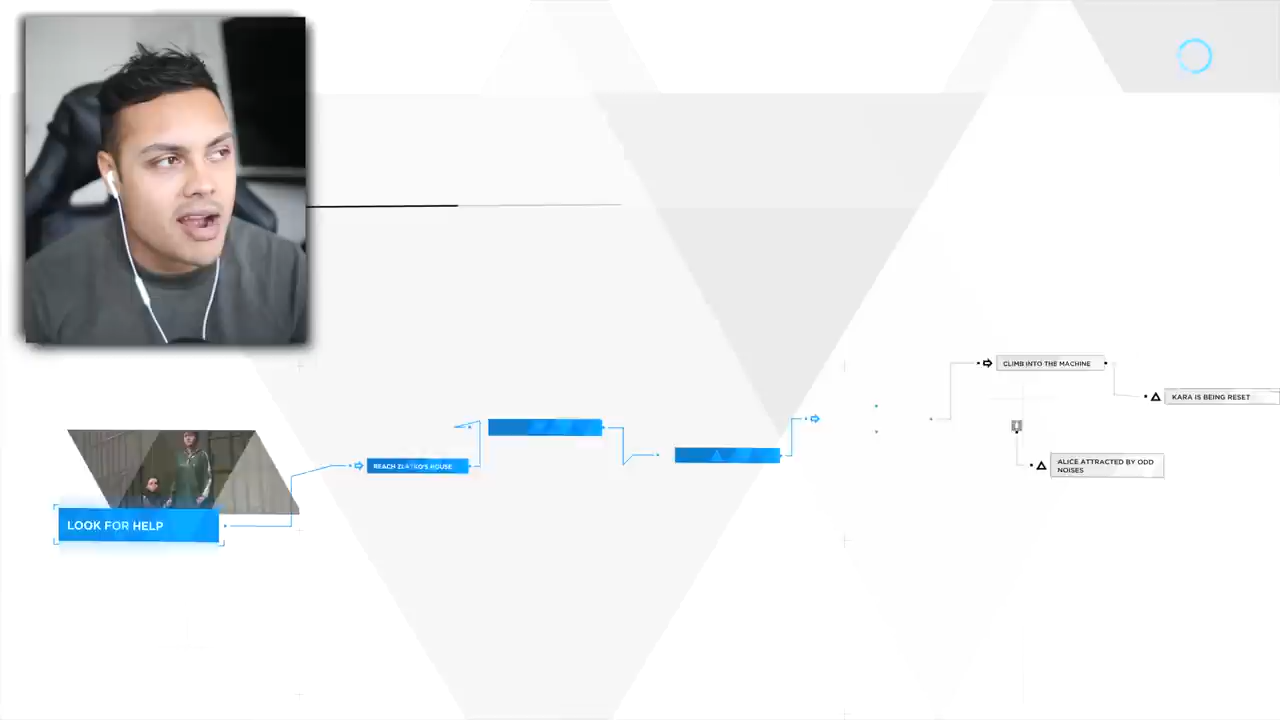 CLIMB INTO THE MACHINE
KARA IS BEING RESET
REACH ZLATKO'S HOUSE
ALICE ATTRACTED BY ODD
NOISES
LOOK FOR HELP